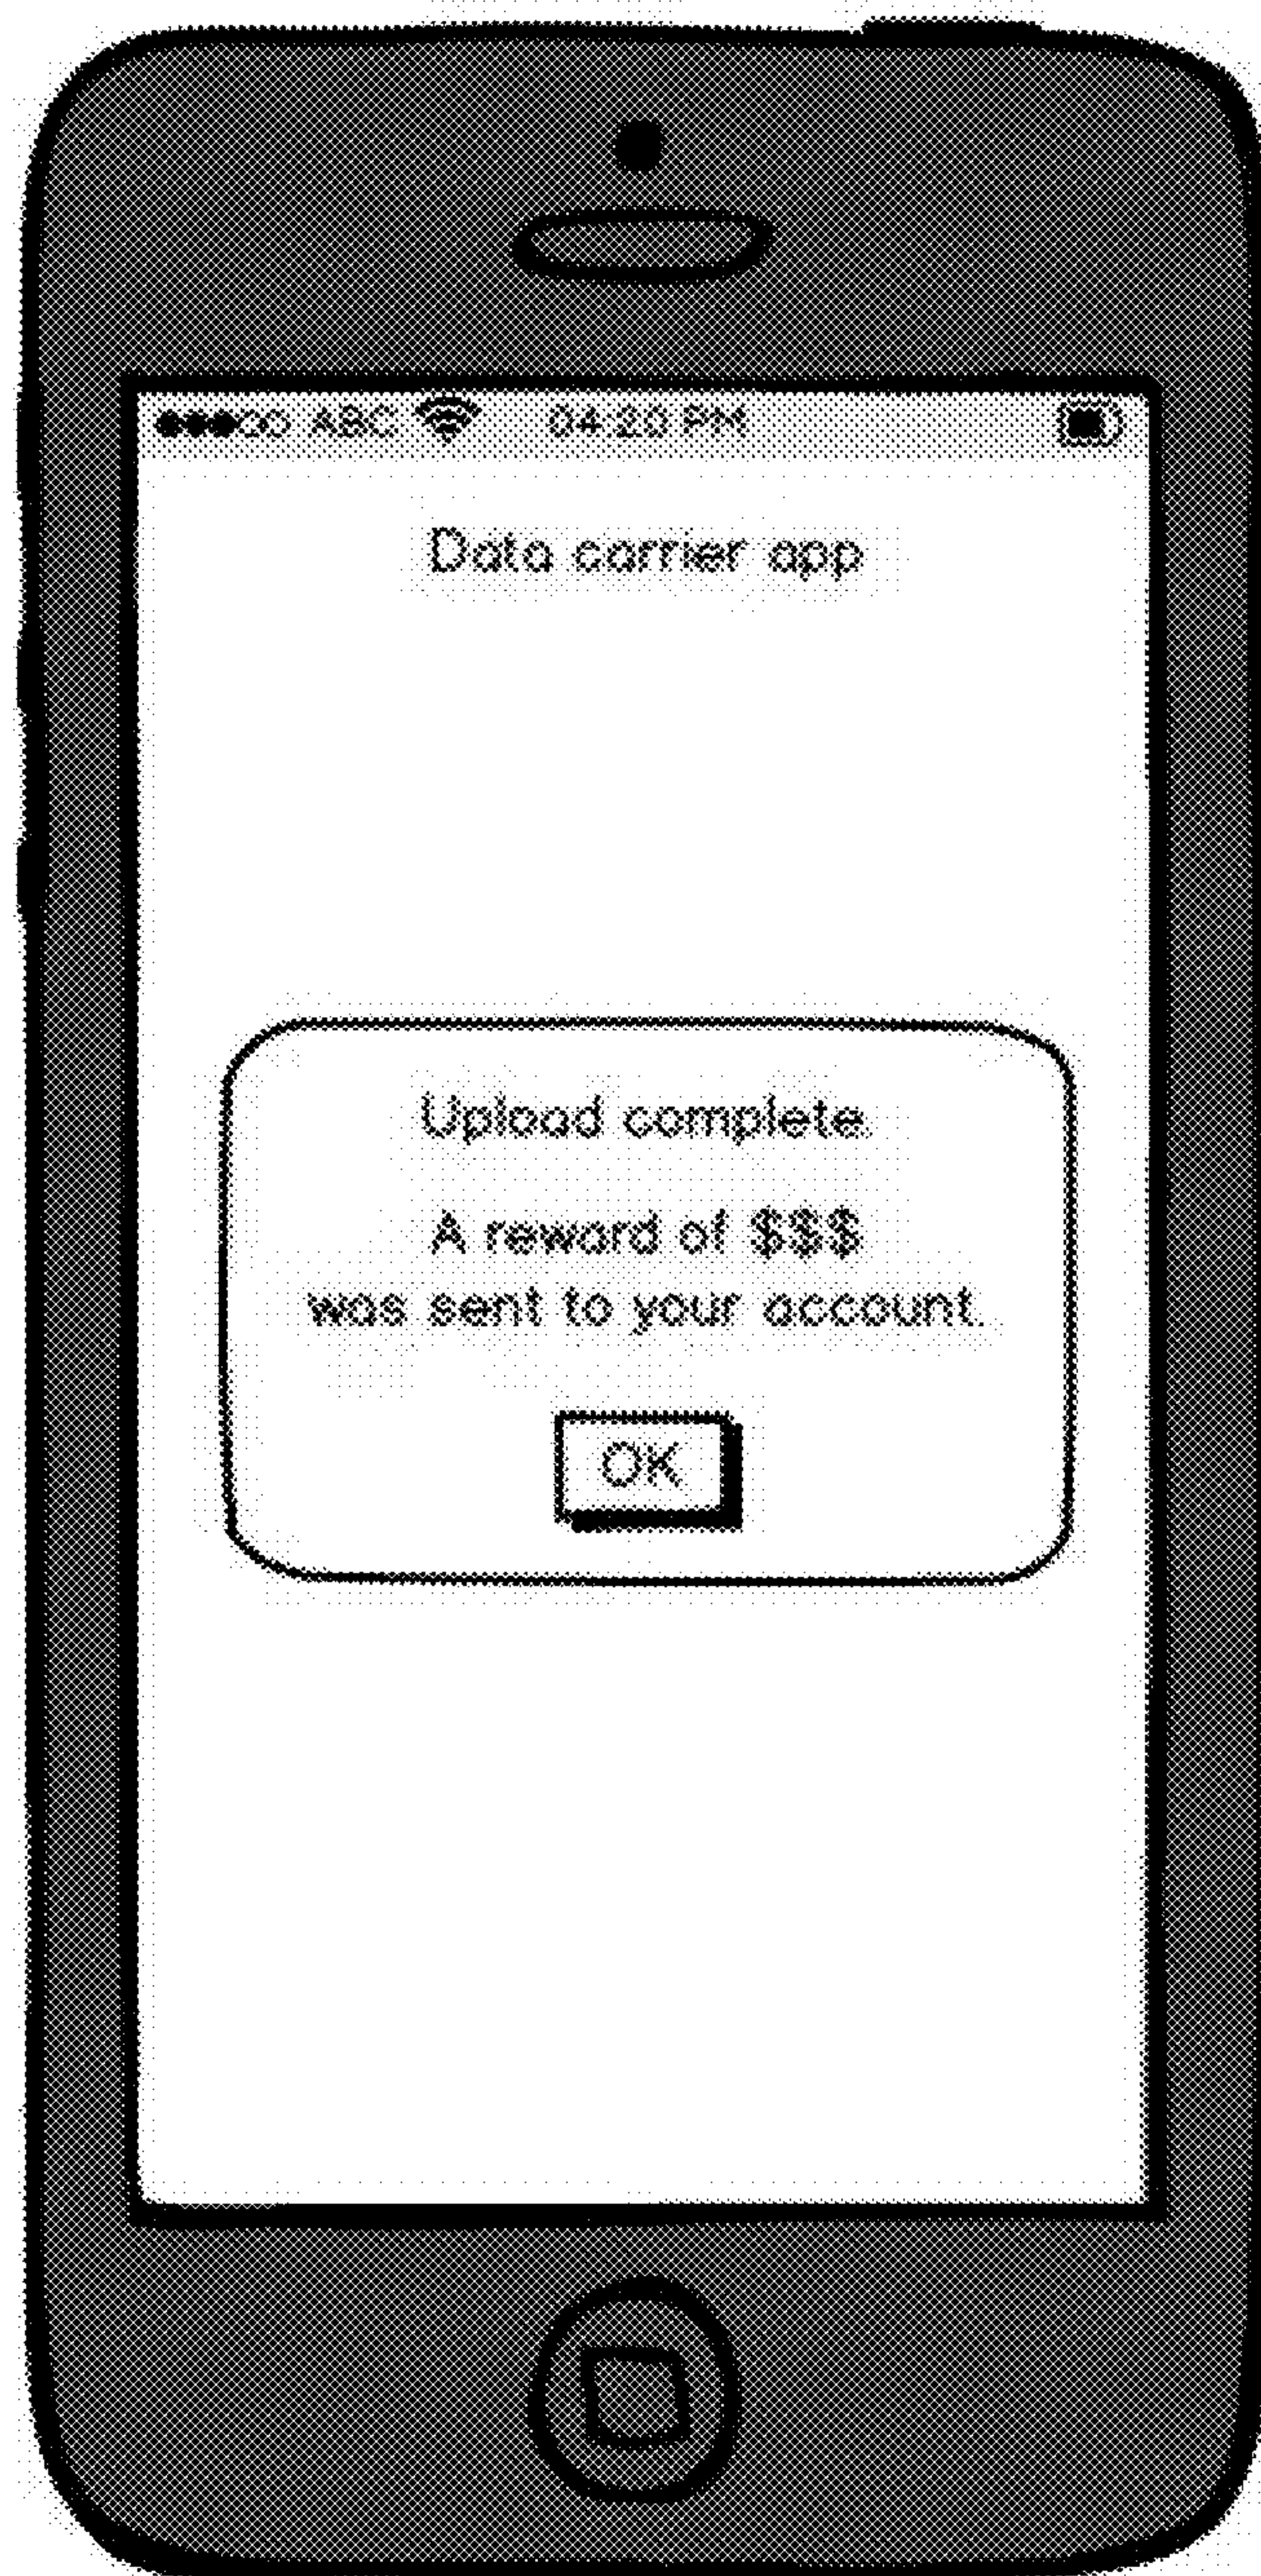 ABC 04:20 PM
Data carrier app
Upload complete
A reward of $$$
was sent to your account.
OK